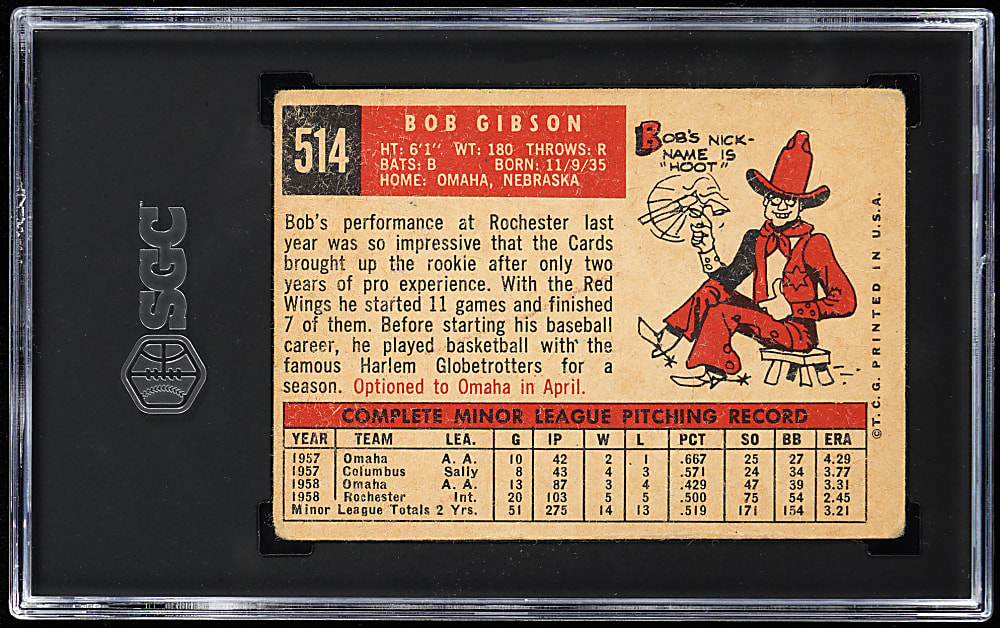 SGC
514
BOB GIBSON
HT: 6'1" WT: 180 THROWS: R
BATS: B BORN: 11/9/35
HOME: OMAHA, NEBRASKA
BOB'S NICK-
NAME IS
"HOOT"
Bob's performance at Rochester last
year was so impressive that the Cards
brought up the rookie after only two
years of pro experience. With the Red
Wings he started 11 games and finished
7 of them. Before starting his baseball
career, he played basketball with the
famous Harlem Globetrotters for a
season. Optioned to Omaha in April.
COMPLETE MINOR LEAGUE PITCHING RECORD
YEAR TEAM LEA. G IP W L PCT SO BB ERA
1957 Omaha A. A. 10 42 2 1 .667 25 27 4.29
1957 Columbus Sally 8 43 4 3 .571 24 34 3.77
1958 Omaha A. A. 13 87 3 4 .429 47 39 3.31
1958 Rochester Int. 20 103 5 5 .500 75 54 2.45
Minor League Totals 2 Yrs. 51 275 14 13 .519 171 154 3.21
©T.C.G. PRINTED IN U.S.A.